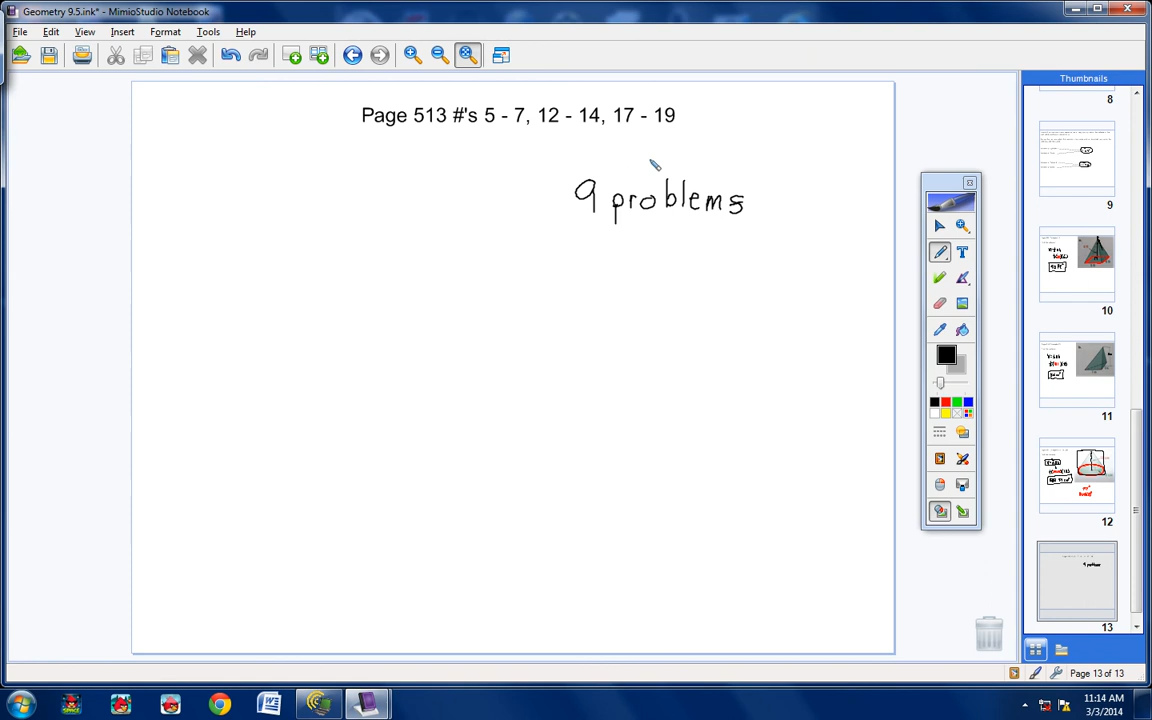 Geometry 9.5.ink* - MimioStudio Notebook
File Edit View Insert Format Tools Help
Page 513 #'s 5 - 7, 12 - 14, 17 - 19
9 problems
Thumbnails
8
9
10
11
12
13
Page 13 of 13
11:14 AM
3/3/2014